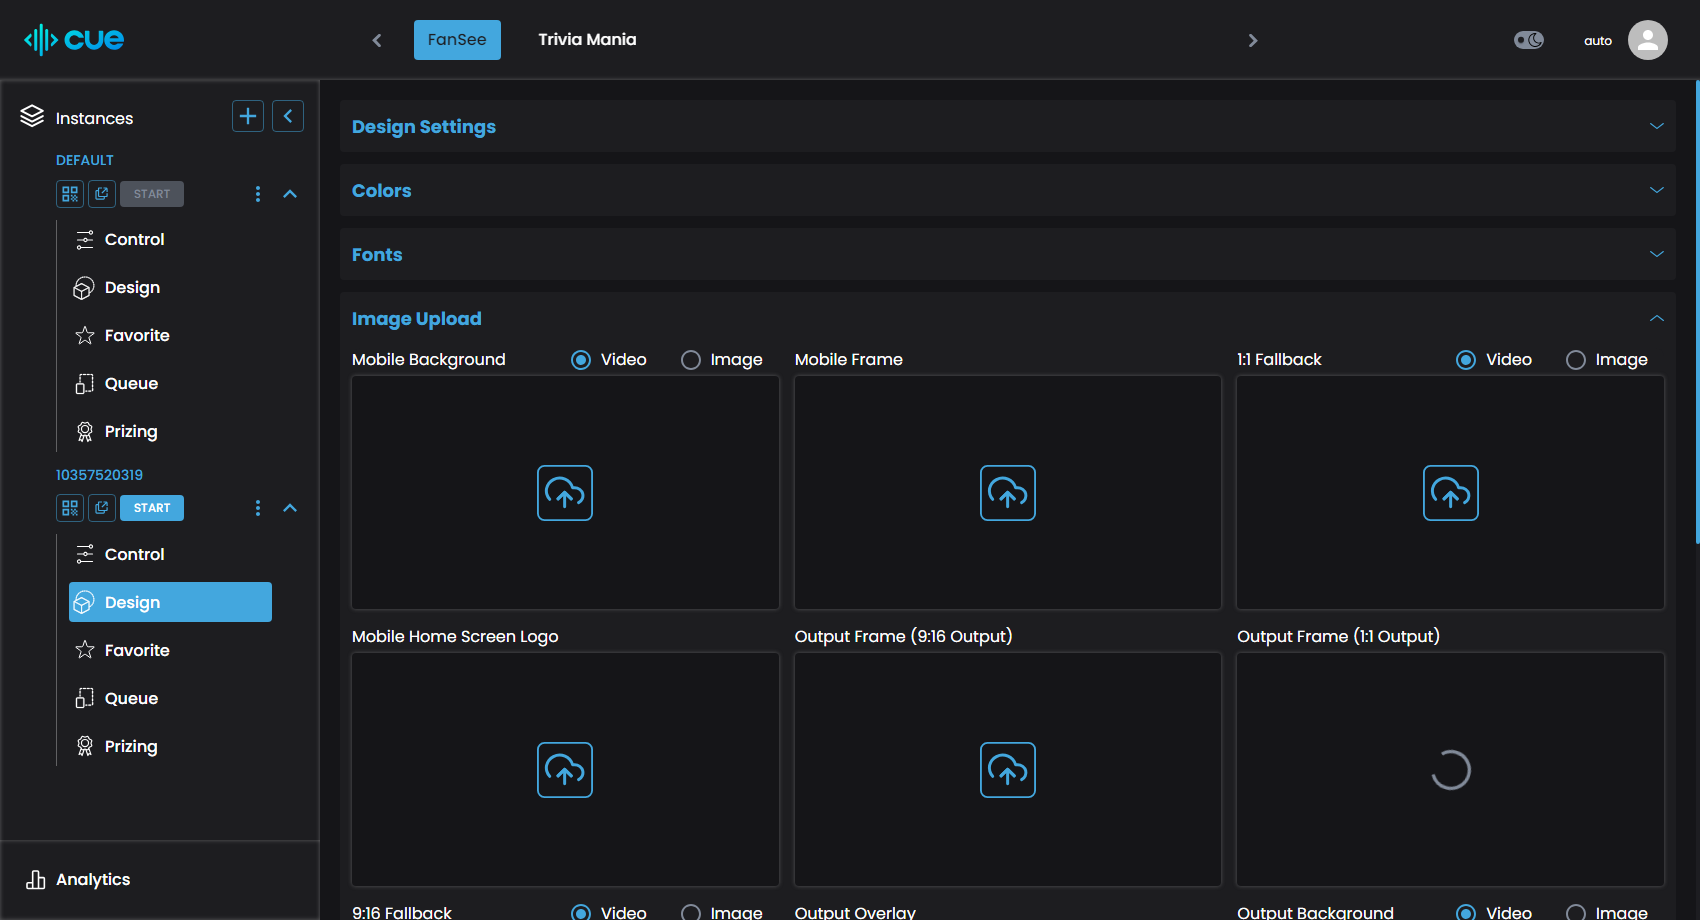 cue
FanSee
Trivia Mania
auto
Instances
DEFAULT
START
Control
Design
Favorite
Queue
Prizing
10357520319
START
Control
Design
Favorite
Queue
Prizing
Analytics
Design Settings
Colors
Fonts
Image Upload
Mobile Background Video Image Mobile Frame 1:1 Fallback Video Image
Mobile Home Screen Logo Output Frame (9:16 Output) Output Frame (1:1 Output)
9:16 Fallback Video Image Output Overlay Output Background Video Image